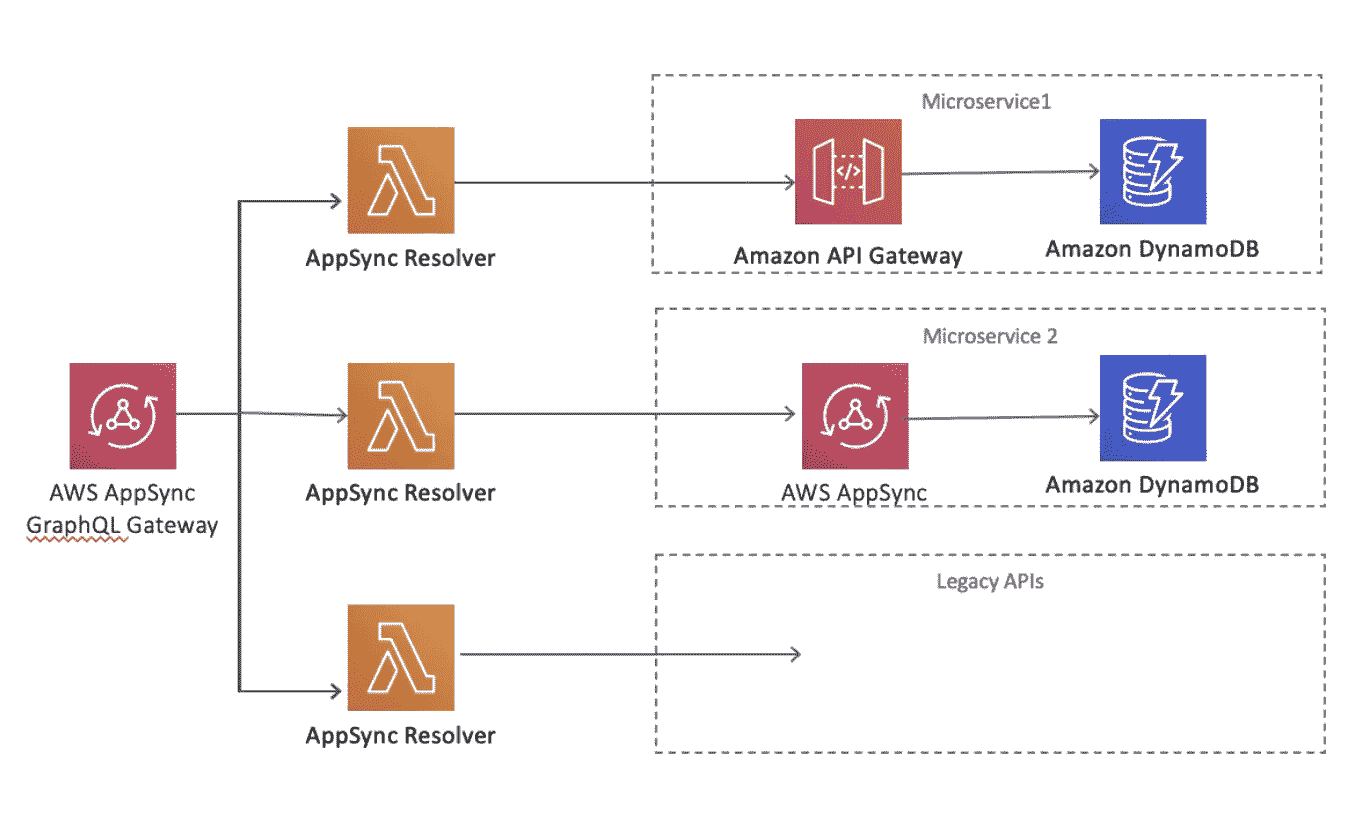 Microservice1
</>
AppSync Resolver
Amazon API Gateway
Amazon DynamoDB
Microservice 2
AWS AppSync
GraphQL Gateway
AppSync Resolver
AWS AppSync
Amazon DynamoDB
Legacy APIs
AppSync Resolver